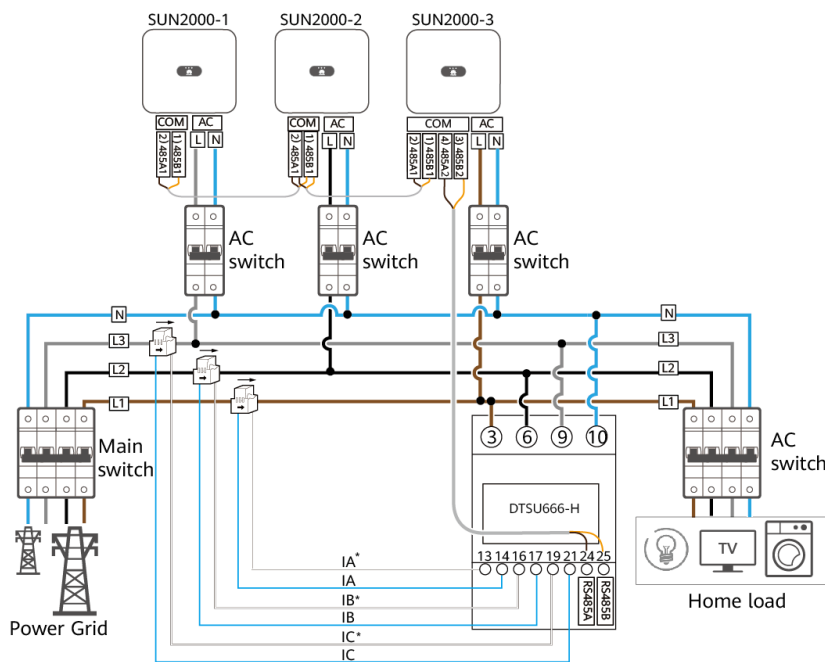 SUN2000-1 SUN2000-2 SUN2000-3
COM AC COM AC COM AC
2) 485A1 1) 485B1 L N 2) 485A1 1) 485B1 L N 2) 485A1 1) 485B1 4) 485A2 3) 485B2 L N
AC
switch
AC
switch
AC
switch
N N
L3 L3
L2 L2
L1 L1
Main
switch
3 6 9 10
AC
switch
DTSU666-H
TV
13 14 16 17 19 21 24 25
RS485A RS485B
IA*
IA
IB*
IB
IC*
IC
Power Grid
Home load